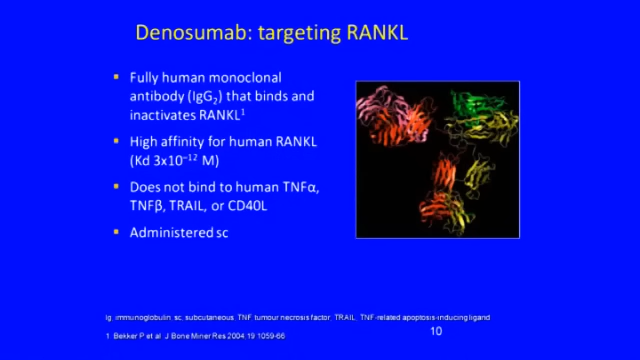 Denosumab: targeting RANKL
▪ Fully human monoclonal
antibody (IgG₂) that binds and
inactivates RANKL¹
▪ High affinity for human RANKL
(Kd 3x10⁻¹² M)
▪ Does not bind to human TNFα,
TNFβ, TRAIL, or CD40L
▪ Administered sc
Ig, immunoglobulin; sc, subcutaneous; TNF tumour necrosis factor; TRAIL, TNF-related apoptosis-inducing ligand
1. Bekker P et al. J Bone Miner Res 2004;19:1059-66
10